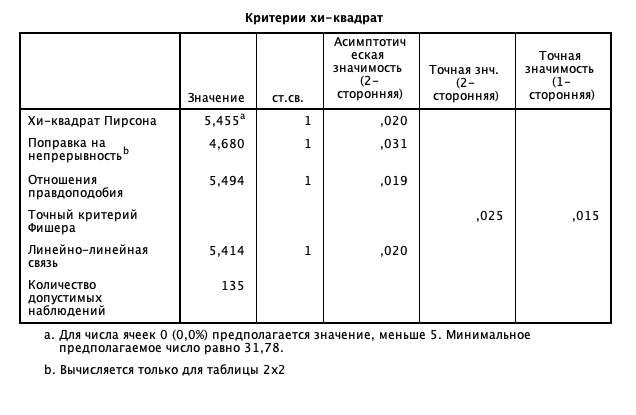 Критерии хи-квадрат
Асимптотич
еская
значимость
(2-
сторонняя)
Точная знч.
(2-
сторонняя)
Точная
значимость
(1-
сторонняя)
Значение
ст.св.
Хи-квадрат Пирсона 5,455a 1 ,020
Поправка на
непрерывностьb 4,680 1 ,031
Отношения
правдоподобия 5,494 1 ,019
Точный критерий
Фишера ,025 ,015
Линейно-линейная
связь 5,414 1 ,020
Количество
допустимых
наблюдений 135
a. Для числа ячеек 0 (0,0%) предполагается значение, меньше 5. Минимальное
предполагаемое число равно 31,78.
b. Вычисляется только для таблицы 2x2